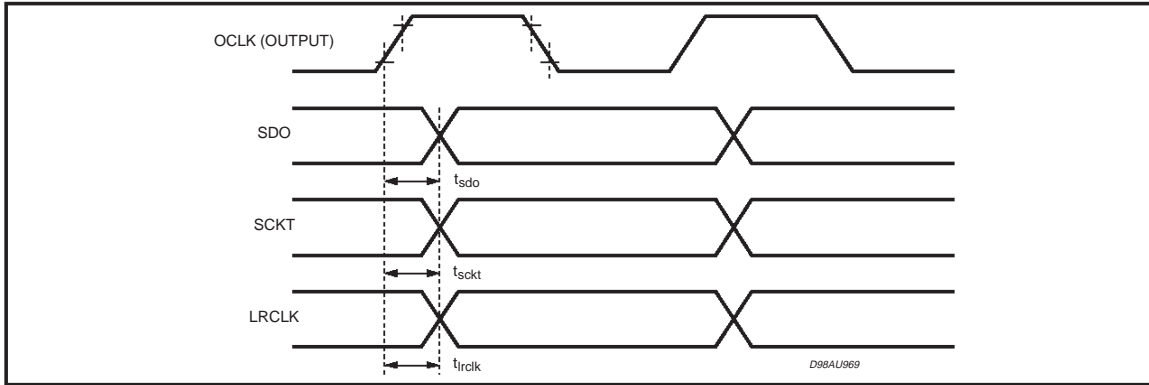 OCLK (OUTPUT)
SDO
tsdo
SCKT
tsckt
LRCLK
tlrclk
D98AU969